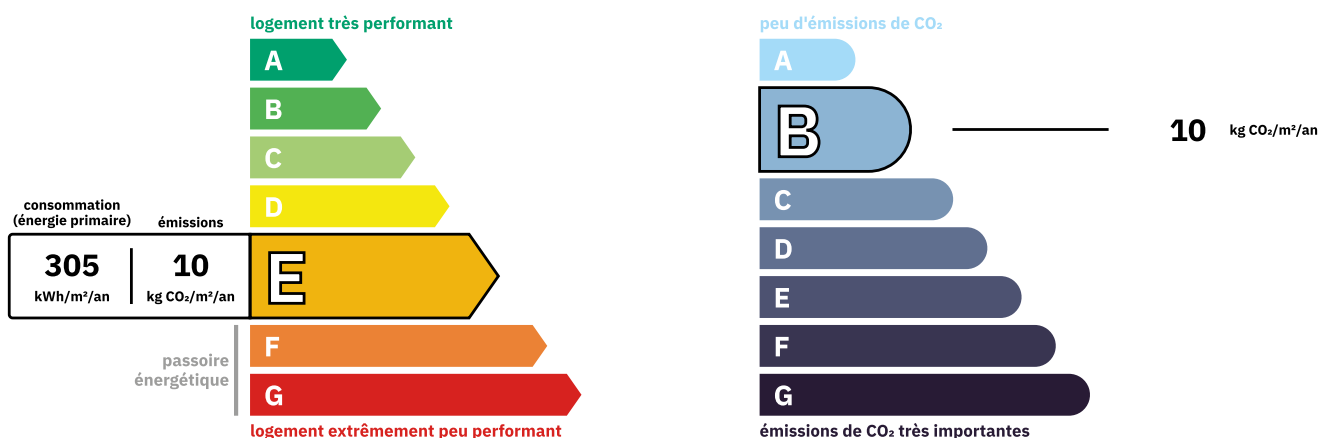 logement très performant
A
B
C
D
consommation
(énergie primaire)
émissions
305
kWh/m²/an
10
kg CO₂/m²/an
E
F
passoire
énergétique
G
logement extrêmement peu performant
peu d'émissions de CO₂
A
B
10 kg CO₂/m²/an
C
D
E
F
G
émissions de CO₂ très importantes